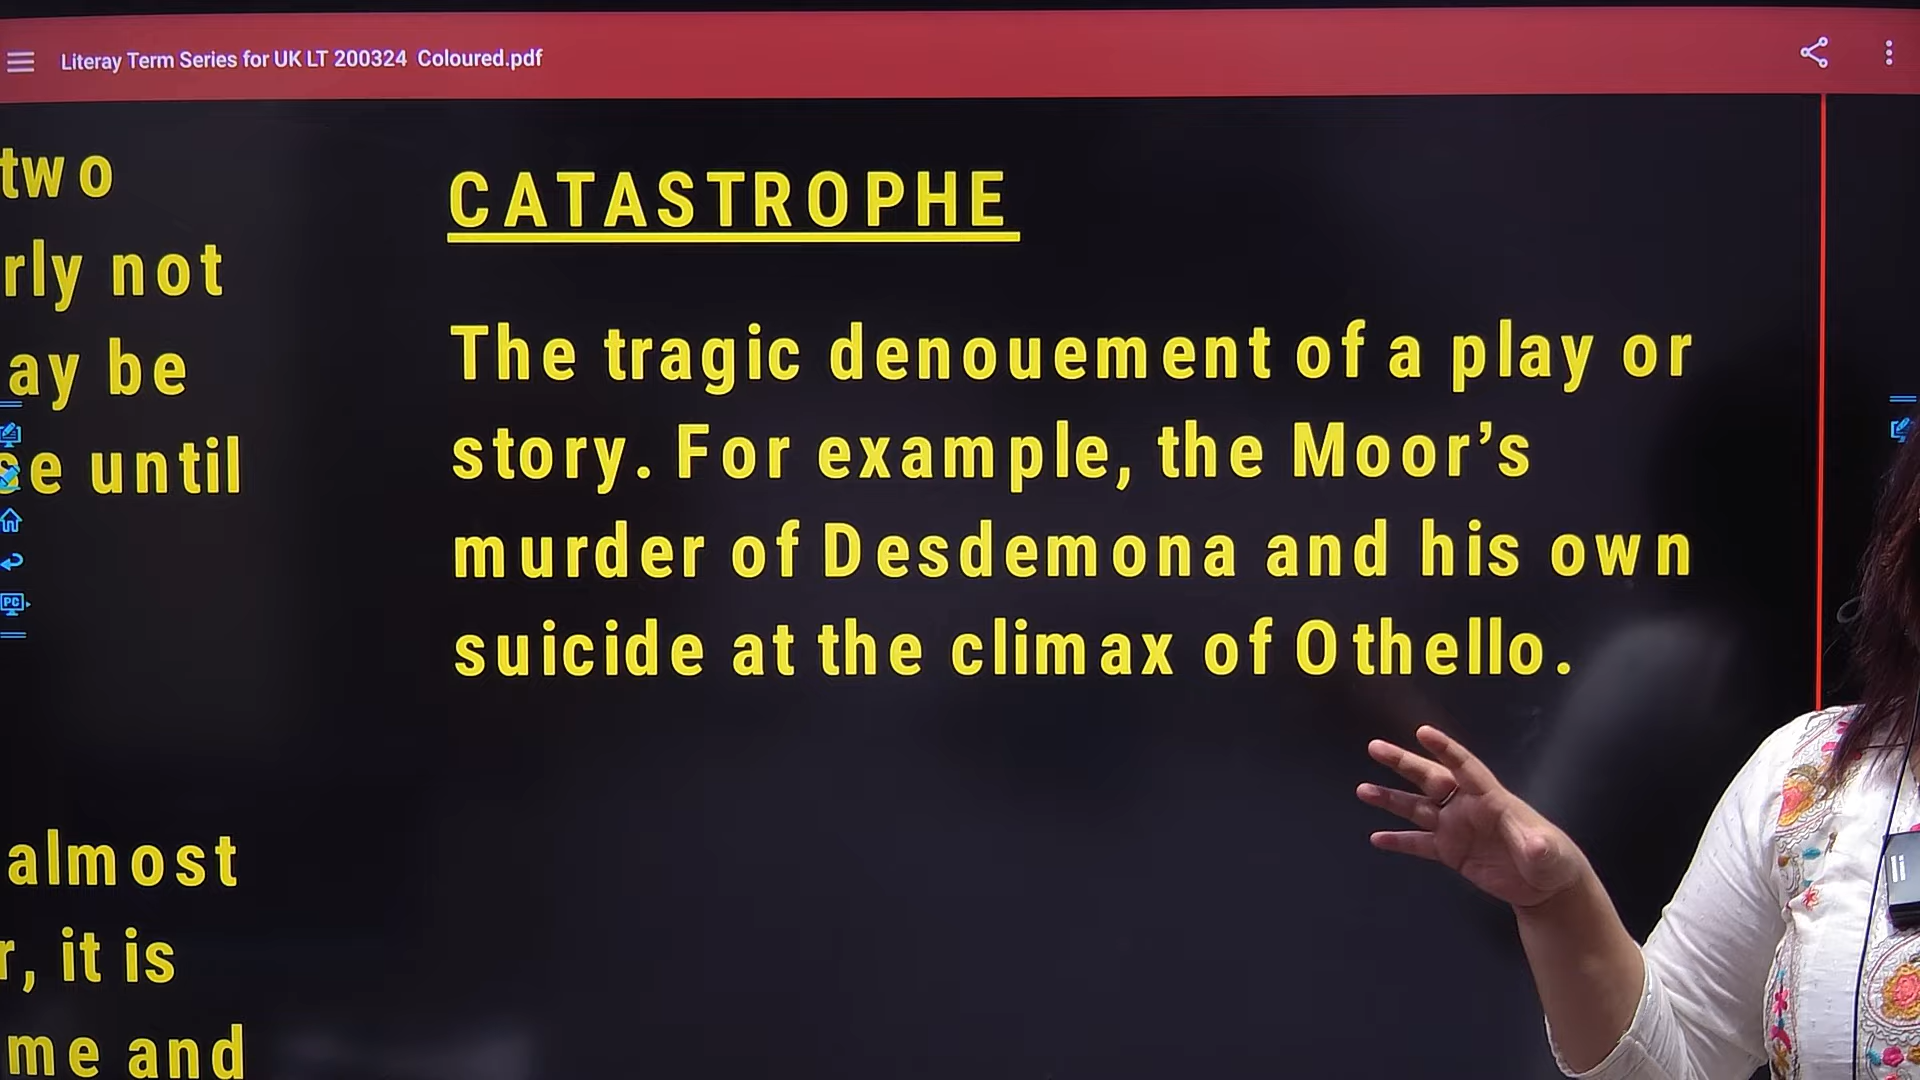 Literay Term Series for UK LT 200324 Coloured.pdf
two
rly not
ay be
se until
almost
r, it is
me and
CATASTROPHE
The tragic denouement of a play or
story. For example, the Moor's
murder of Desdemona and his own
suicide at the climax of Othello.
PC